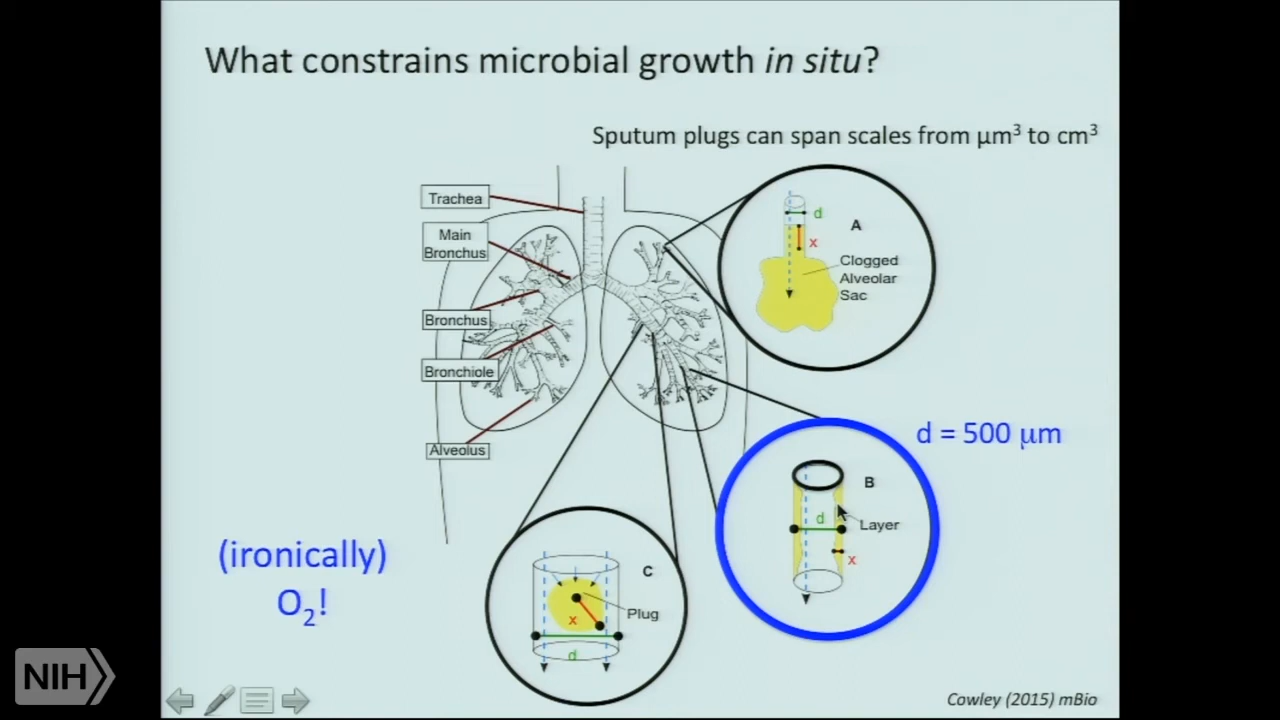 What constrains microbial growth in situ?
Sputum plugs can span scales from μm³ to cm³
Trachea
Main
Bronchus
Bronchus
Bronchiole
Alveolus
d
A
x
Clogged
Alveolar
Sac
d = 500 μm
B
d
Layer
x
C
Plug
x
d
(ironically)
O₂!
NIH
Cowley (2015) mBio